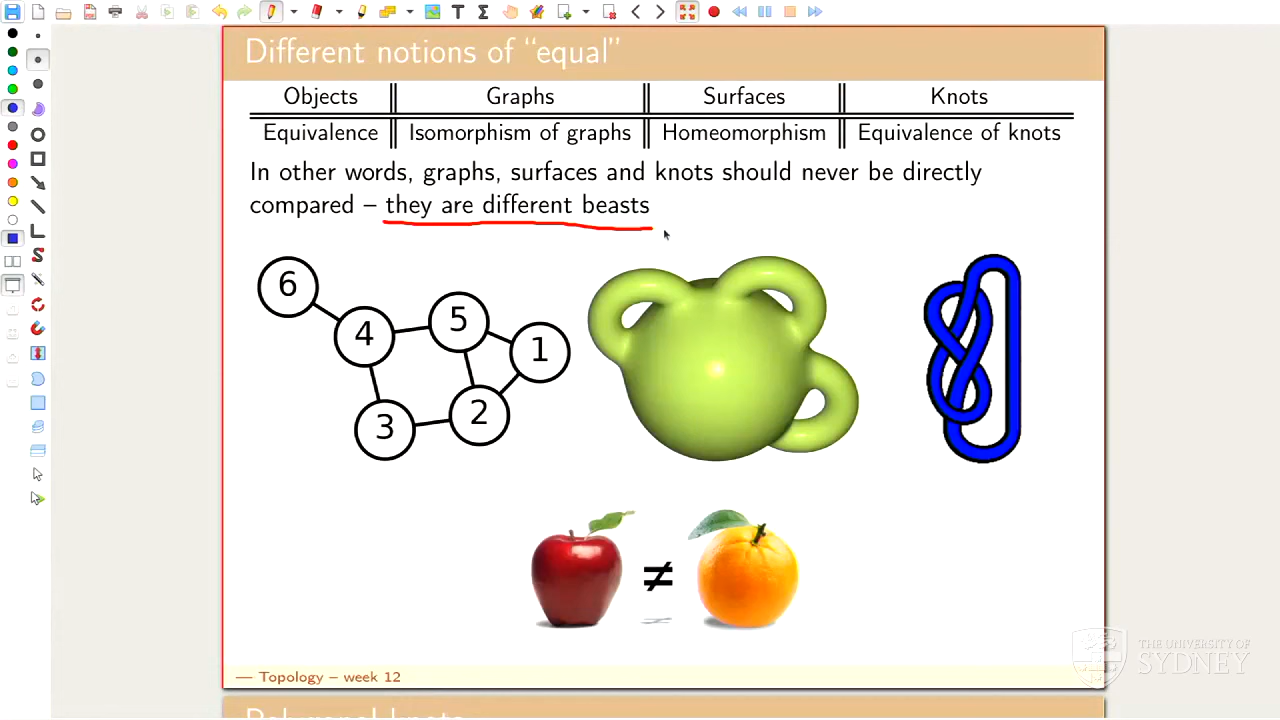 Different notions of “equal”
Objects Graphs Surfaces Knots
Equivalence Isomorphism of graphs Homeomorphism Equivalence of knots
In other words, graphs, surfaces and knots should never be directly
compared – they are different beasts
6
5
4
1
2
3
≠
THE UNIVERSITY OF
SYDNEY
— Topology – week 12
Polygonal knots